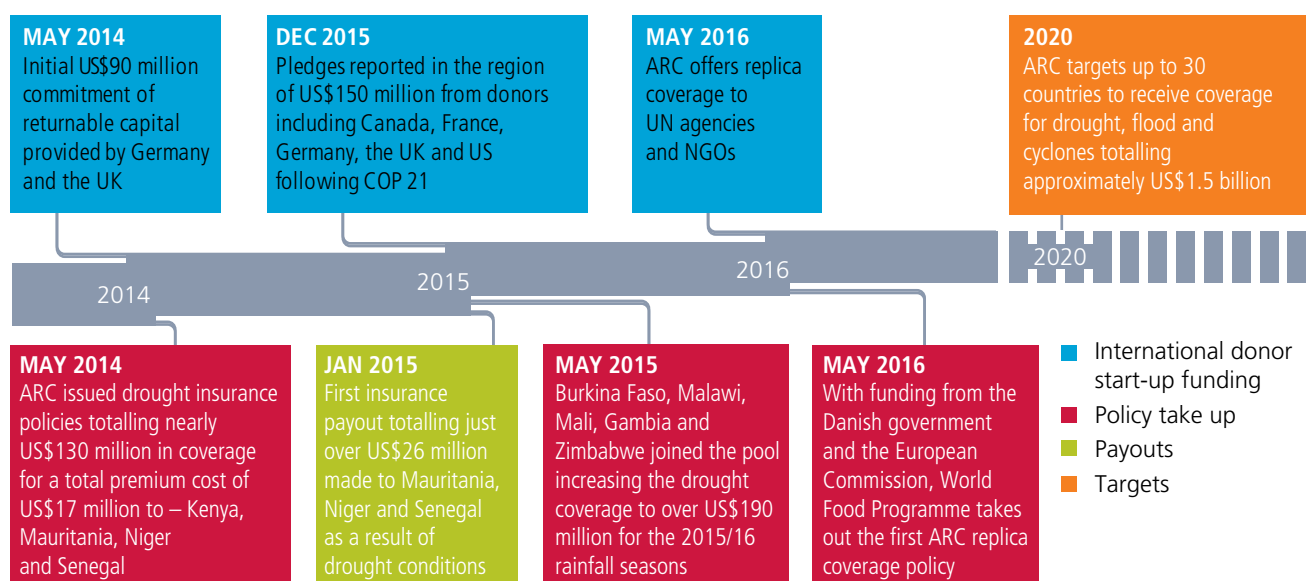 MAY 2014
Initial US$90 million
commitment of
returnable capital
provided by Germany
and the UK
DEC 2015
Pledges reported in the region
of US$150 million from donors
including Canada, France,
Germany, the UK and US
following COP 21
MAY 2016
ARC offers replica
coverage to
UN agencies
and NGOs
2020
ARC targets up to 30
countries to receive coverage
for drought, flood and
cyclones totalling
approximately US$1.5 billion
2014
2015
2016
2020
MAY 2014
ARC issued drought insurance
policies totalling nearly
US$130 million in coverage
for a total premium cost of
US$17 million to – Kenya,
Mauritania, Niger
and Senegal
JAN 2015
First insurance
payout totalling just
over US$26 million
made to Mauritania,
Niger and Senegal
as a result of
drought conditions
MAY 2015
Burkina Faso, Malawi,
Mali, Gambia and
Zimbabwe joined the pool
increasing the drought
coverage to over US$190
million for the 2015/16
rainfall seasons
MAY 2016
With funding from the
Danish government
and the European
Commission, World
Food Programme takes
out the first ARC replica
coverage policy
International donor
start-up funding
Policy take up
Payouts
Targets